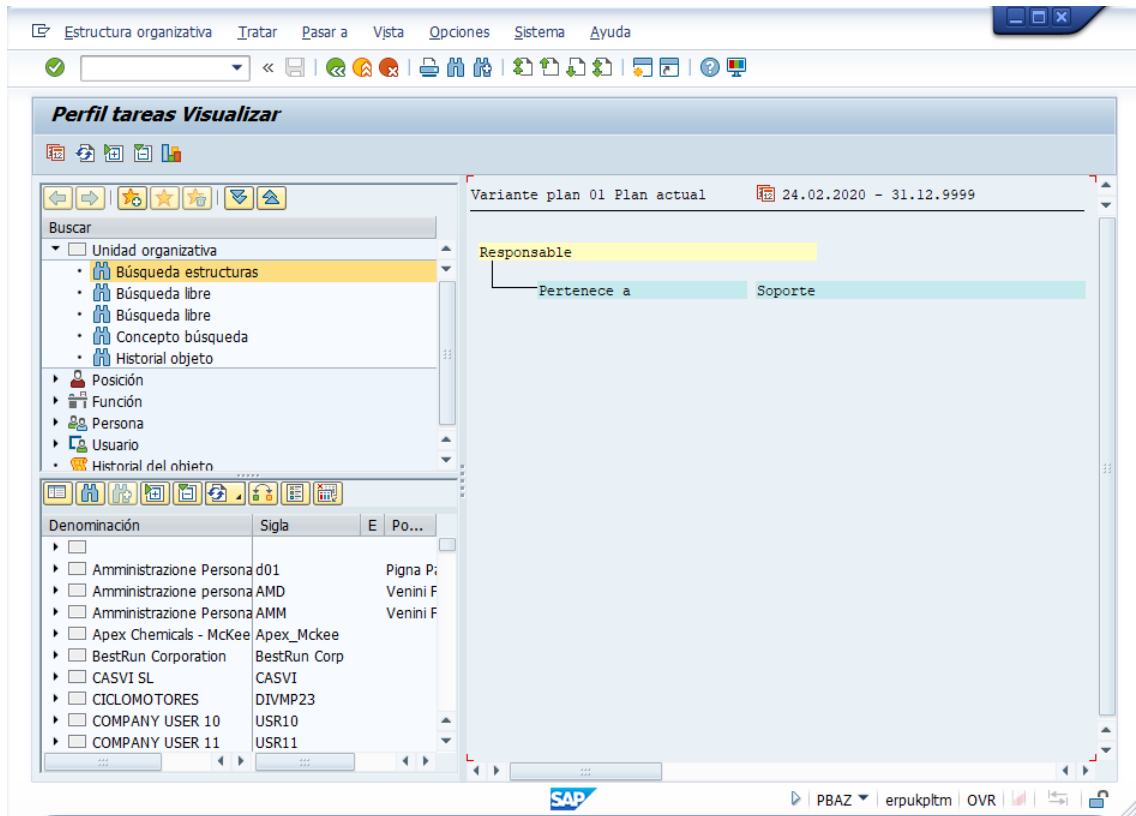 Estructura organizativa Tratar Pasar a Vista Opciones Sistema Ayuda
Perfil tareas Visualizar
Buscar
Unidad organizativa
Búsqueda estructuras
Búsqueda libre
Búsqueda libre
Concepto búsqueda
Historial objeto
Posición
Función
Persona
Usuario
Historial del objeto
Denominación Sigla E Po...
Amministrazione Persona d01 Pigna Pa
Amministrazione persona AMD Venini F
Amministrazione Persona AMM Venini F
Apex Chemicals - McKee Apex_Mckee
BestRun Corporation BestRun Corp
CASVI SL CASVI
CICLOMOTORES DIVMP23
COMPANY USER 10 USR10
COMPANY USER 11 USR11
Variante plan 01 Plan actual 24.02.2020 - 31.12.9999
Responsable
Pertenece a Soporte
SAP PBAZ erpukpltm OVR